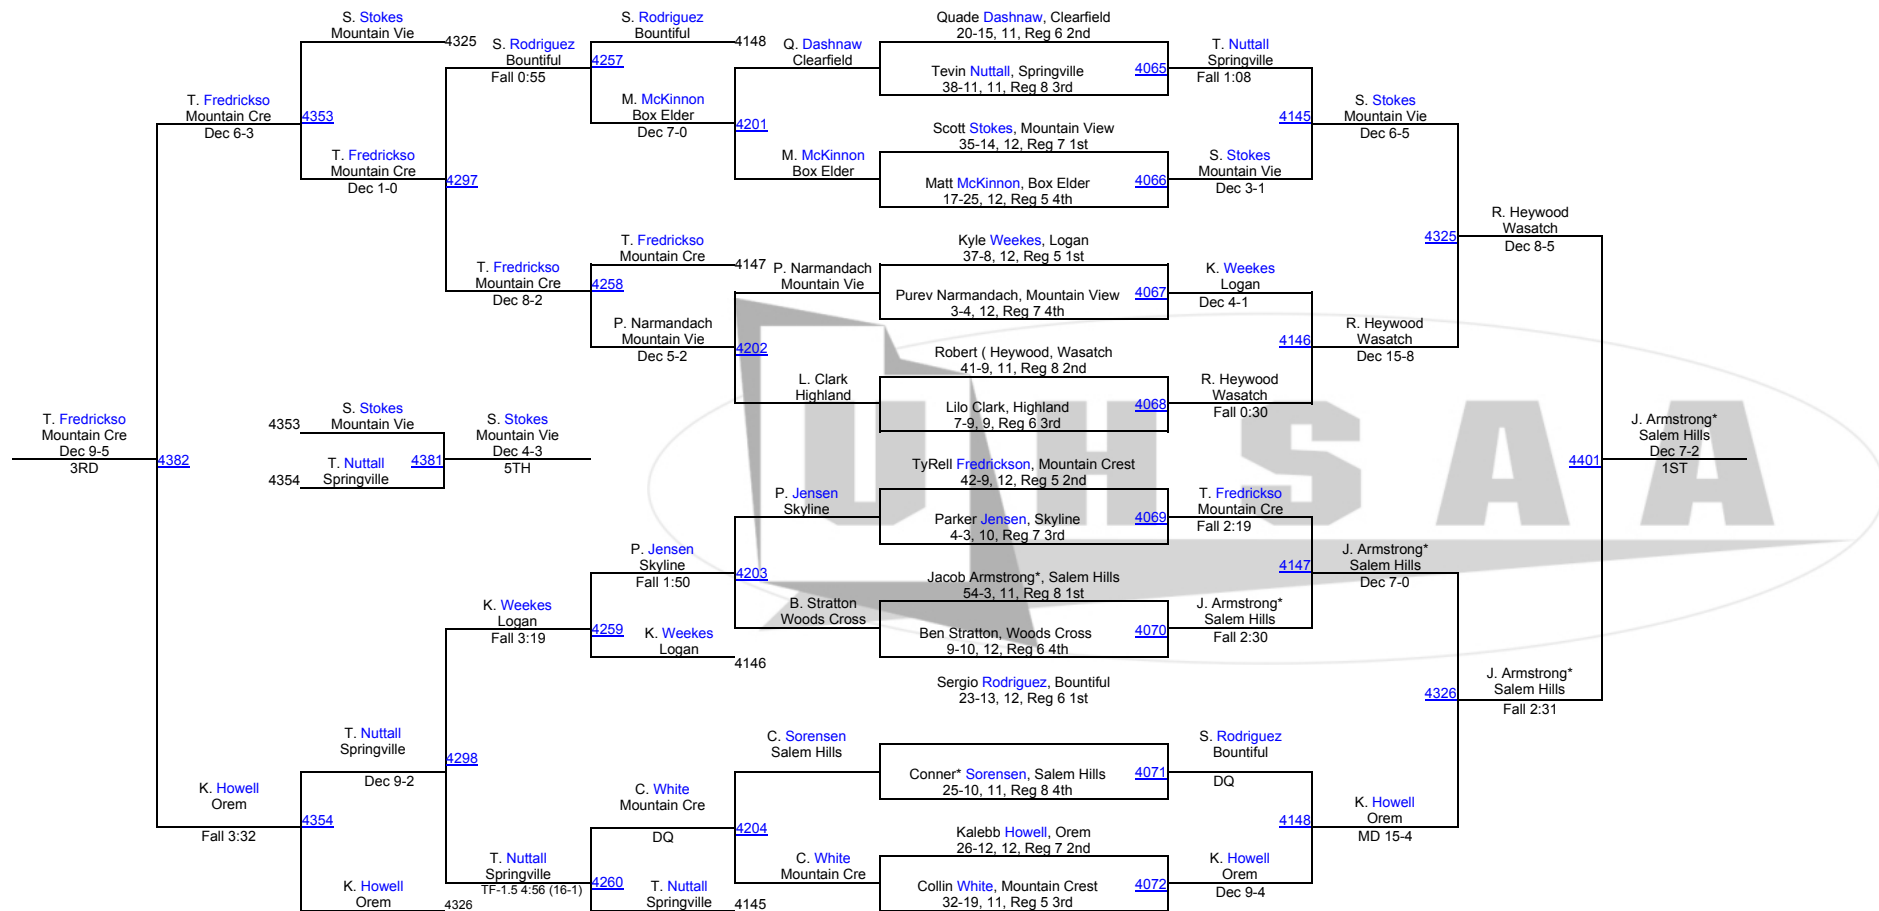 S. Stokes
Mountain Vie
4325
T. Fredrickso
Mountain Cre
Dec 6-3
4353
T. Fredrickso
Mountain Cre
Dec 1-0
S. Rodriguez
Bountiful
Fall 0:55
4297
T. Fredrickso
Mountain Cre
Dec 8-2
S. Rodriguez
Bountiful
4148
4257
M. McKinnon
Box Elder
Dec 7-0
T. Fredrickso
Mountain Cre
4147
4258
P. Narmandach
Mountain Vie
Dec 5-2
Q. Dashnaw
Clearfield
4201
M. McKinnon
Box Elder
P. Narmandach
Mountain Vie
4202
L. Clark
Highland
Quade Dashnaw, Clearfield
20-15, 11, Reg 6 2nd
Tevin Nuttall, Springville
38-11, 11, Reg 8 3rd
4065
Scott Stokes, Mountain View
35-14, 12, Reg 7 1st
Matt McKinnon, Box Elder
17-25, 12, Reg 5 4th
4066
Kyle Weekes, Logan
37-8, 12, Reg 5 1st
Purev Narmandach, Mountain View
3-4, 12, Reg 7 4th
4067
Robert ( Heywood, Wasatch
41-9, 11, Reg 8 2nd
Lilo Clark, Highland
7-9, 9, Reg 6 3rd
4068
T. Nuttall
Springville
Fall 1:08
4145
S. Stokes
Mountain Vie
Dec 3-1
K. Weekes
Logan
Dec 4-1
4146
R. Heywood
Wasatch
Fall 0:30
S. Stokes
Mountain Vie
Dec 6-5
4325
R. Heywood
Wasatch
Dec 15-8
R. Heywood
Wasatch
Dec 8-5
T. Fredrickso
Mountain Cre
Dec 9-5
3RD
4382
4353
S. Stokes
Mountain Vie
4354
T. Nuttall
Springville
4381
S. Stokes
Mountain Vie
Dec 4-3
5TH
UHSAA
4401
J. Armstrong*
Salem Hills
Dec 7-2
1ST
K. Howell
Orem
Fall 3:32
4354
T. Nuttall
Springville
Dec 9-2
K. Howell
Orem
4326
4298
K. Weekes
Logan
Fall 3:19
T. Nuttall
Springville
TF-1.5 4:56 (16-1)
P. Jensen
Skyline
Fall 1:50
4259
K. Weekes
Logan
4146
C. White
Mountain Cre
DQ
4260
T. Nuttall
Springville
4145
P. Jensen
Skyline
4203
B. Stratton
Woods Cross
C. Sorensen
Salem Hills
4204
C. White
Mountain Cre
TyRell Fredrickson, Mountain Crest
42-9, 12, Reg 5 2nd
Parker Jensen, Skyline
4-3, 10, Reg 7 3rd
4069
Jacob Armstrong*, Salem Hills
54-3, 11, Reg 8 1st
Ben Stratton, Woods Cross
9-10, 12, Reg 6 4th
4070
Sergio Rodriguez, Bountiful
23-13, 12, Reg 6 1st
Conner* Sorensen, Salem Hills
25-10, 11, Reg 8 4th
4071
Kalebb Howell, Orem
26-12, 12, Reg 7 2nd
Collin White, Mountain Crest
32-19, 11, Reg 5 3rd
4072
T. Fredrickso
Mountain Cre
Fall 2:19
4147
J. Armstrong*
Salem Hills
Fall 2:30
S. Rodriguez
Bountiful
DQ
4148
K. Howell
Orem
Dec 9-4
J. Armstrong*
Salem Hills
Dec 7-0
4326
K. Howell
Orem
MD 15-4
J. Armstrong*
Salem Hills
Fall 2:31